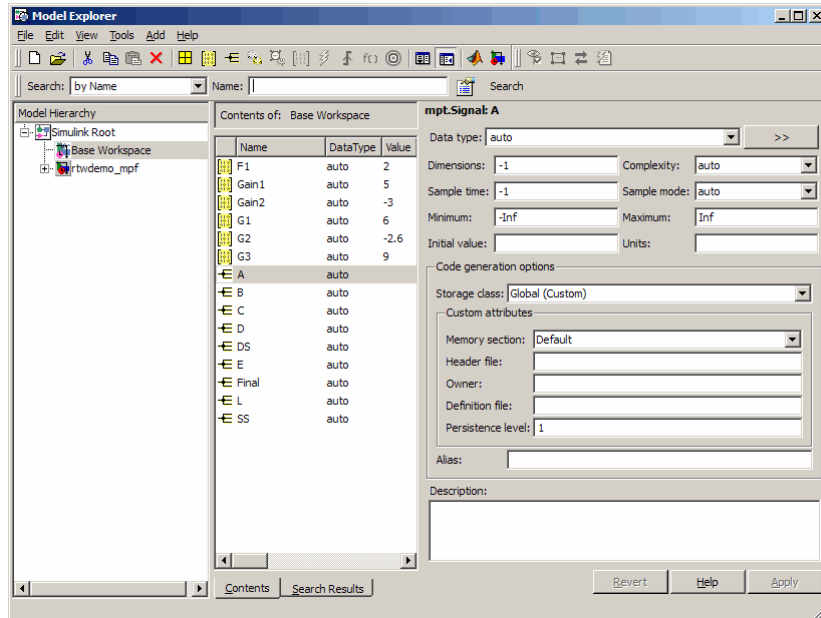 Model Explorer
File Edit View Tools Add Help
f()
Search: by Name Name: Search
Model Hierarchy
Simulink Root
Base Workspace
rtwdemo_mpf
Contents of: Base Workspace
Name DataType Value
F1 auto 2
Gain1 auto 5
Gain2 auto -3
G1 auto 6
G2 auto -2.6
G3 auto 9
A auto
B auto
C auto
D auto
DS auto
E auto
Final auto
L auto
SS auto
Contents Search Results
mpt.Signal: A
Data type: auto >>
Dimensions: -1 Complexity: auto
Sample time: -1 Sample mode: auto
Minimum: -Inf Maximum: Inf
Initial value: Units:
Code generation options
Storage class: Global (Custom)
Custom attributes
Memory section: Default
Header file:
Owner:
Definition file:
Persistence level: 1
Alias:
Description:
Revert Help Apply